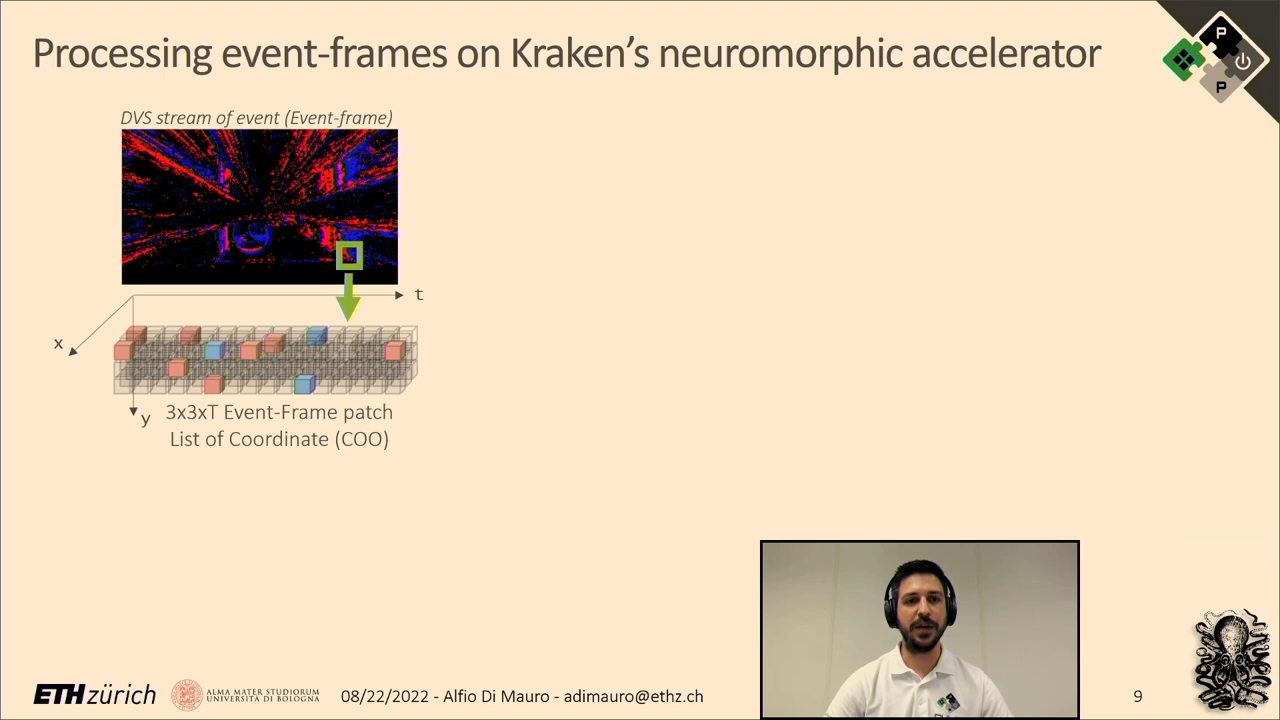 Processing event-frames on Kraken's neuromorphic accelerator
P
P
DVS stream of event (Event-frame)
t
x
y
3x3xT Event-Frame patch
List of Coordinate (COO)
ETH zürich
ALMA MATER STUDIORUM
UNIVERSITÀ DI BOLOGNA
08/22/2022 - Alfio Di Mauro - adimauro@ethz.ch
9